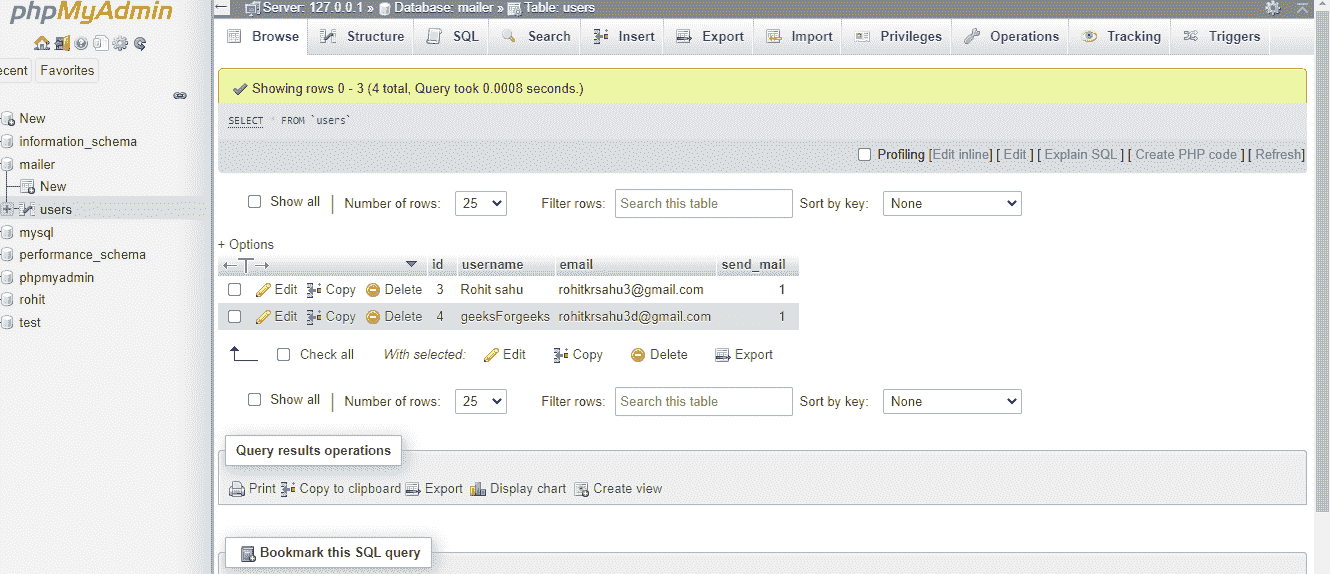 phpMyAdmin
Server: 127.0.0.1 » Database: mailer » Table: users
Browse Structure SQL Search Insert Export Import Privileges Operations Tracking Triggers
ecent Favorites
New
information_schema
mailer
New
users
mysql
performance_schema
phpmyadmin
rohit
test
Showing rows 0 - 3 (4 total, Query took 0.0008 seconds.)
SELECT * FROM `users`
Profiling [Edit inline] [ Edit ] [ Explain SQL ] [ Create PHP code ] [ Refresh]
Show all | Number of rows: 25 Filter rows: Search this table Sort by key: None
+ Options
←T→ id username email send_mail
Edit Copy Delete 3 Rohit sahu rohitkrsahu3@gmail.com 1
Edit Copy Delete 4 geeksForgeeks rohitkrsahu3d@gmail.com 1
Check all With selected: Edit Copy Delete Export
Show all | Number of rows: 25 Filter rows: Search this table Sort by key: None
Query results operations
Print Copy to clipboard Export Display chart Create view
Bookmark this SQL query